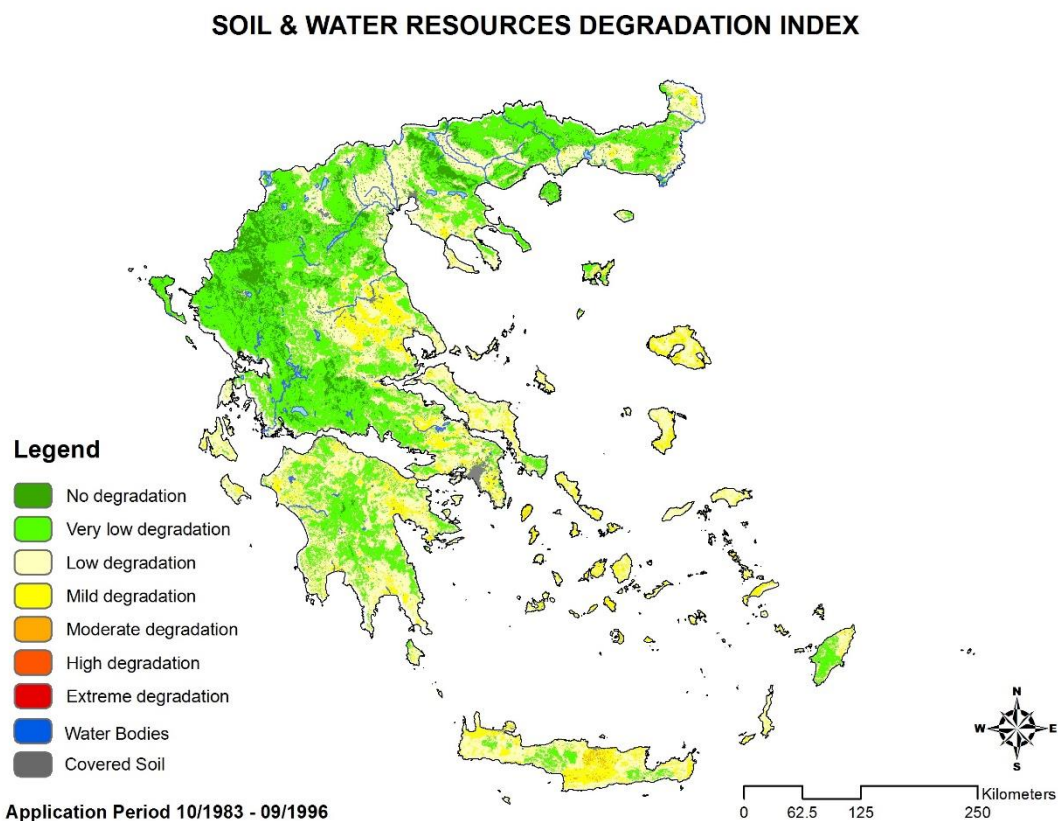 SOIL & WATER RESOURCES DEGRADATION INDEX
Legend
No degradation
Very low degradation
Low degradation
Mild degradation
Moderate degradation
High degradation
Extreme degradation
Water Bodies
Covered Soil
Application Period 10/1983 - 09/1996
N
W E
S
Kilometers
0 62.5 125 250